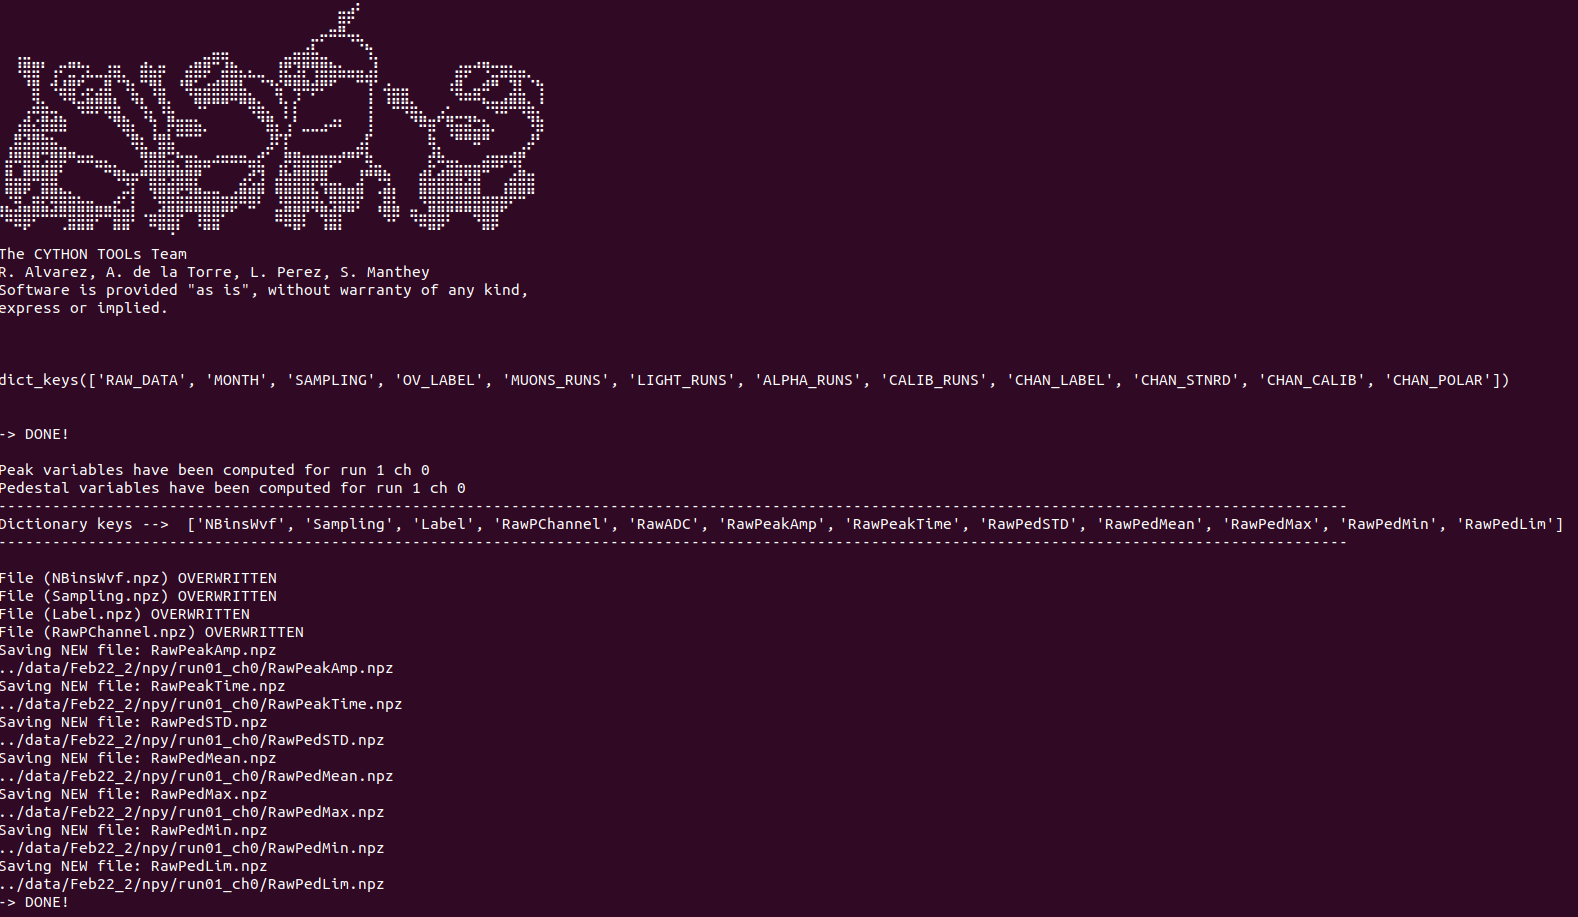 The CYTHON TOOLs Team
R. Alvarez, A. de la Torre, L. Perez, S. Manthey
Software is provided "as is", without warranty of any kind,
express or implied.
dict_keys(['RAW_DATA', 'MONTH', 'SAMPLING', 'OV_LABEL', 'MUONS_RUNS', 'LIGHT_RUNS', 'ALPHA_RUNS', 'CALIB_RUNS', 'CHAN_LABEL', 'CHAN_STNRD', 'CHAN_CALIB', 'CHAN_POLAR'])
-> DONE!
Peak variables have been computed for run 1 ch 0
Pedestal variables have been computed for run 1 ch 0
------------------------------------------------------------------------------------------------------------------------------------------------------
Dictionary keys -->  ['NBinsWvf', 'Sampling', 'Label', 'RawPChannel', 'RawADC', 'RawPeakAmp', 'RawPeakTime', 'RawPedSTD', 'RawPedMean', 'RawPedMax', 'RawPedMin', 'RawPedLim']
------------------------------------------------------------------------------------------------------------------------------------------------------
File (NBinsWvf.npz) OVERWRITTEN
File (Sampling.npz) OVERWRITTEN
File (Label.npz) OVERWRITTEN
File (RawPChannel.npz) OVERWRITTEN
Saving NEW file: RawPeakAmp.npz
../data/Feb22_2/npy/run01_ch0/RawPeakAmp.npz
Saving NEW file: RawPeakTime.npz
../data/Feb22_2/npy/run01_ch0/RawPeakTime.npz
Saving NEW file: RawPedSTD.npz
../data/Feb22_2/npy/run01_ch0/RawPedSTD.npz
Saving NEW file: RawPedMean.npz
../data/Feb22_2/npy/run01_ch0/RawPedMean.npz
Saving NEW file: RawPedMax.npz
../data/Feb22_2/npy/run01_ch0/RawPedMax.npz
Saving NEW file: RawPedMin.npz
../data/Feb22_2/npy/run01_ch0/RawPedMin.npz
Saving NEW file: RawPedLim.npz
../data/Feb22_2/npy/run01_ch0/RawPedLim.npz
-> DONE!